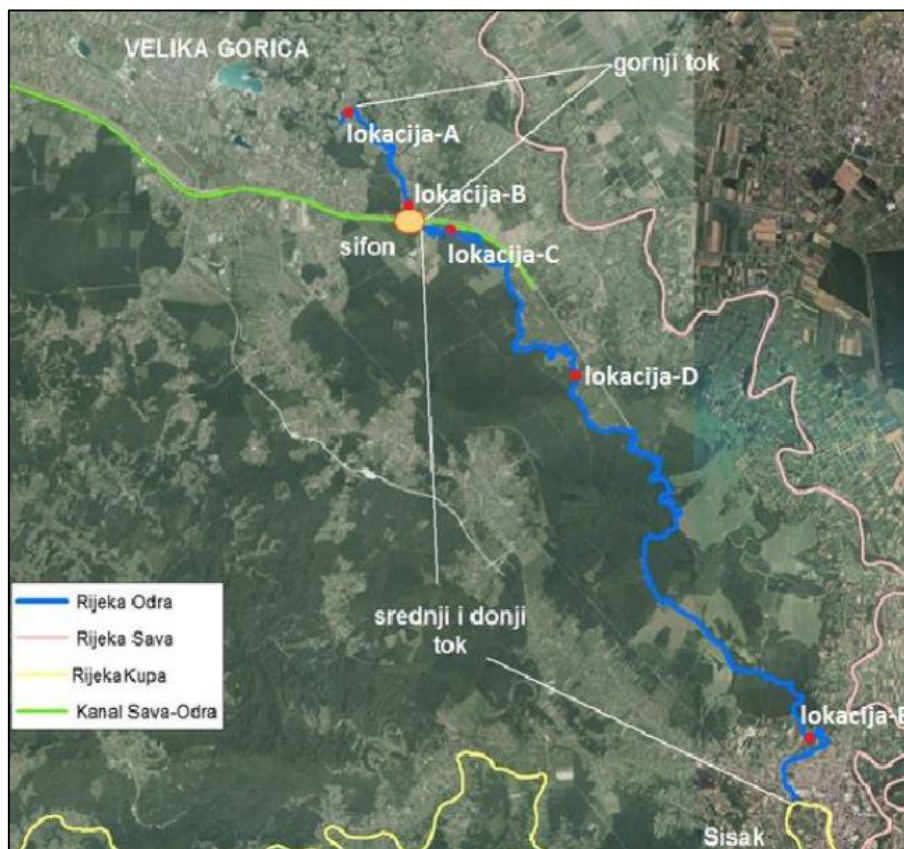 VELIKA GORICA
gornji tok
lokacija-A
lokacija-B
sifon
lokacija-C
lokacija-D
srednji i donji
tok
Rijeka Odra
Rijeka Sava
Rijeka Kupa
Kanal Sava-Odra
lokacija-E
Sisak